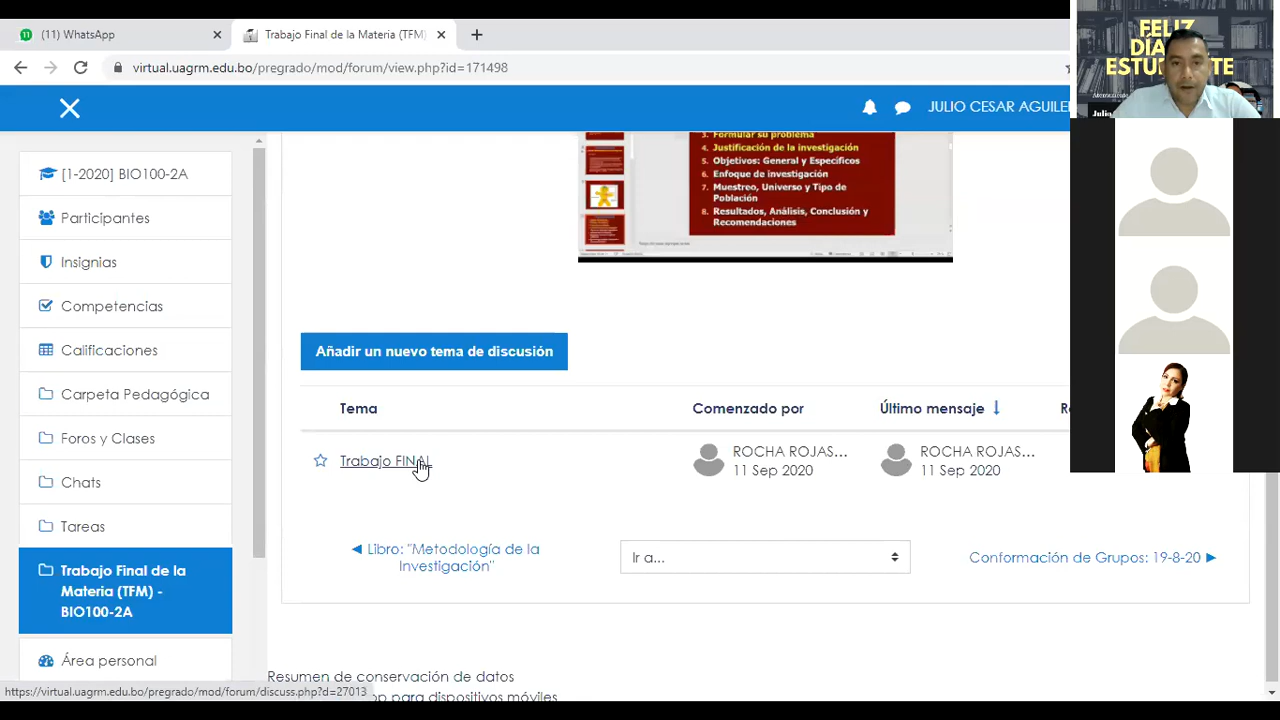 (11) WhatsApp
Trabajo Final de la Materia (TFM)
virtual.uagrm.edu.bo/pregrado/mod/forum/view.php?id=171498
FELIZ
DÍA DEL
ESTUDIANTE
JULIO CESAR AGUILE
[1-2020] BIO100-2A
Participantes
Insignias
Competencias
Calificaciones
Carpeta Pedagógica
Foros y Clases
Chats
Tareas
Trabajo Final de la
Materia (TFM) -
BIO100-2A
Área personal
3. Formular su problema
4. Justificación de la investigación
5. Objetivos: General y Específicos
6. Enfoque de investigación
7. Muestreo, Universo y Tipo de
Población
8. Resultados, Análisis, Conclusión y
Recomendaciones
Añadir un nuevo tema de discusión
Tema
Comenzado por
Último mensaje
Trabajo FINAL
ROCHA ROJAS...
11 Sep 2020
ROCHA ROJAS...
11 Sep 2020
Libro: "Metodología de la
Investigación"
Ir a...
Conformación de Grupos: 19-8-20
Resumen de conservación de datos
https://virtual.uagrm.edu.bo/pregrado/mod/forum/discuss.php?d=27013
para dispositivos móviles